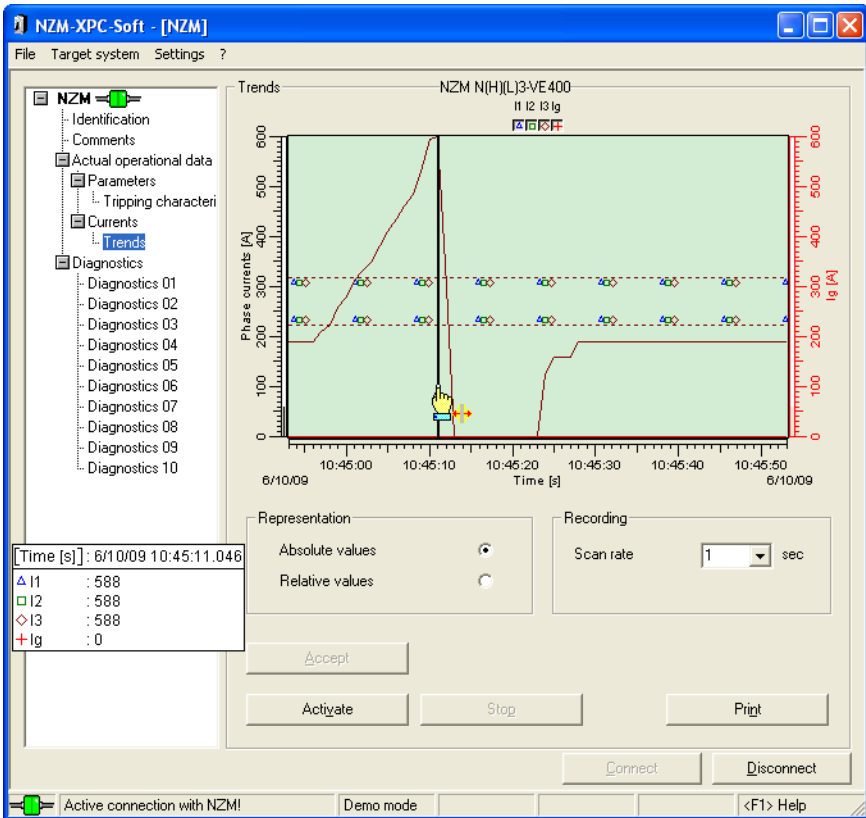 NZM-XPC-Soft - [NZM]
File Target system Settings ?
NZM
Identification
Comments
Actual operational data
Parameters
Tripping characteri
Currents
Trends
Diagnostics
Diagnostics 01
Diagnostics 02
Diagnostics 03
Diagnostics 04
Diagnostics 05
Diagnostics 06
Diagnostics 07
Diagnostics 08
Diagnostics 09
Diagnostics 10
Trends
NZM N(H)(L)3-VE400
I1 I2 I3 Ig
Phase currents [A]
600
500
400
300
200
100
0
Ig [A]
600
500
400
300
200
100
0
10:45:00 10:45:10 10:45:20 10:45:30 10:45:40 10:45:50
6/10/09 Time [s] 6/10/09
[Time [s]] : 6/10/09 10:45:11.046
I1 : 588
I2 : 588
I3 : 588
Ig : 0
Representation
Absolute values
Relative values
Recording
Scan rate 1 sec
Accept
Activate Stop Print
Connect Disconnect
Active connection with NZM! Demo mode <F1> Help